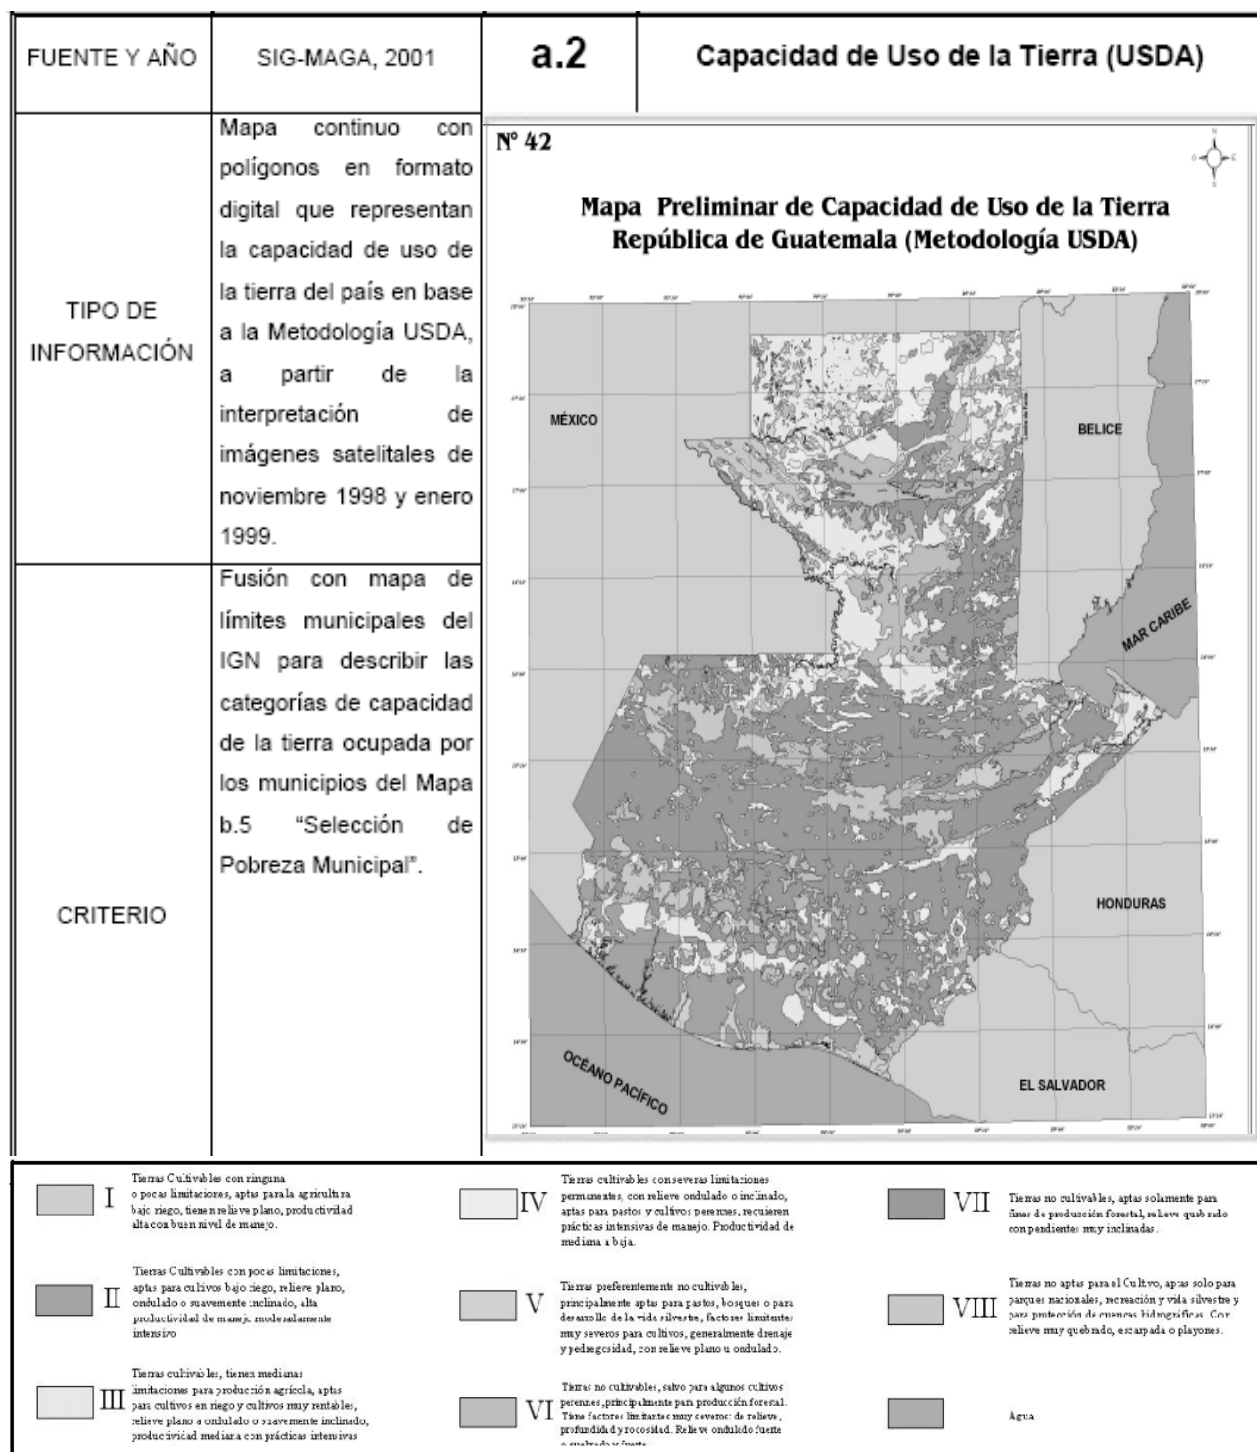 FUENTE Y AÑO
SIG-MAGA, 2001
a.2
Capacidad de Uso de la Tierra (USDA)
TIPO DE
INFORMACIÓN
Mapa continuo con
polígonos en formato
digital que representan
la capacidad de uso de
la tierra del país en base
a la Metodología USDA,
a partir de la
interpretación de
imágenes satelitales de
noviembre 1998 y enero
1999.
CRITERIO
Fusión con mapa de
límites municipales del
IGN para describir las
categorías de capacidad
de la tierra ocupada por
los municipios del Mapa
b.5 "Selección de
Pobreza Municipal".
Nº 42
Mapa Preliminar de Capacidad de Uso de la Tierra
República de Guatemala (Metodología USDA)
MÉXICO
BELICE
MAR CARIBE
HONDURAS
EL SALVADOR
OCÉANO PACÍFICO
I
Tierras Cultivables con ninguna
o pocas limitaciones, aptas para la agricultura
bajo riego, tienen relieve plano, productividad
alta con buen nivel de manejo.
II
Tierras Cultivables con pocas limitaciones,
aptas para cultivos bajo riego, relieve plano,
ondulado o suavemente inclinado, alta
productividad de manejo moderadamente
intensivo
III
Tierras cultivables, tienen medianas
limitaciones para producción agrícola, aptas
para cultivos en riego y cultivos muy rentables,
relieve plano a ondulado o suavemente inclinado,
productividad mediana con prácticas intensivas
IV
Tierras cultivables con severas limitaciones
permanentes, con relieve ondulado o inclinado,
aptas para pastos y cultivos perennes, requieren
prácticas intensivas de manejo. Productividad de
mediana a baja.
V
Tierras preferentemente no cultivables,
principalmente aptas para pastos, bosques o para
desarrollo de la vida silvestre, factores limitantes
muy severos para cultivos, generalmente drenaje
y pedregosidad, con relieve plano u ondulado.
VI
Tierras no cultivables, salvo para algunos cultivos
perennes, principalmente para producción forestal.
Tiene factores limitantes muy severos: de relieve,
profundidad y rocosidad. Relieve ondulado fuerte
o quebrado y fuerte
VII
Tierras no cultivables, aptas solamente para
fines de producción forestal, relieve quebrado
con pendientes muy inclinadas.
VIII
Tierras no aptas para el Cultivo, aptas solo para
parques nacionales, recreación y vida silvestre y
para protección de cuencas hidrográficas. Con
relieve muy quebrado, escarpada o playones.
Agua